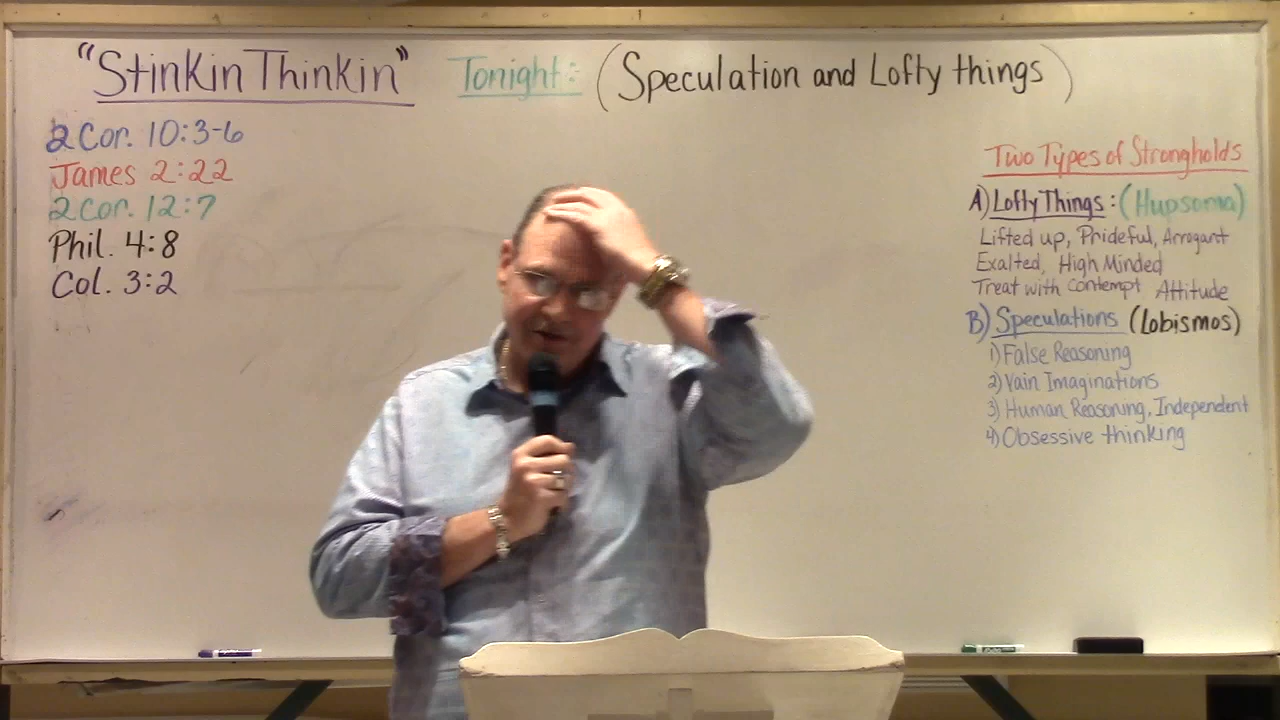 "Stinkin Thinkin" Tonight: (Speculation and Lofty things)
2 Cor. 10:3-6
James 2:22
2 Cor. 12:7
Phil. 4:8
Col. 3:2
Two Types of Strongholds
A) Lofty Things: (Hupsoma)
Lifted up, Prideful, Arrogant
Exalted, High Minded
Treat with contempt Attitude
B) Speculations (Lobismos)
1) False Reasoning
2) Vain Imaginations
3) Human Reasoning, Independent
4) Obsessive thinking